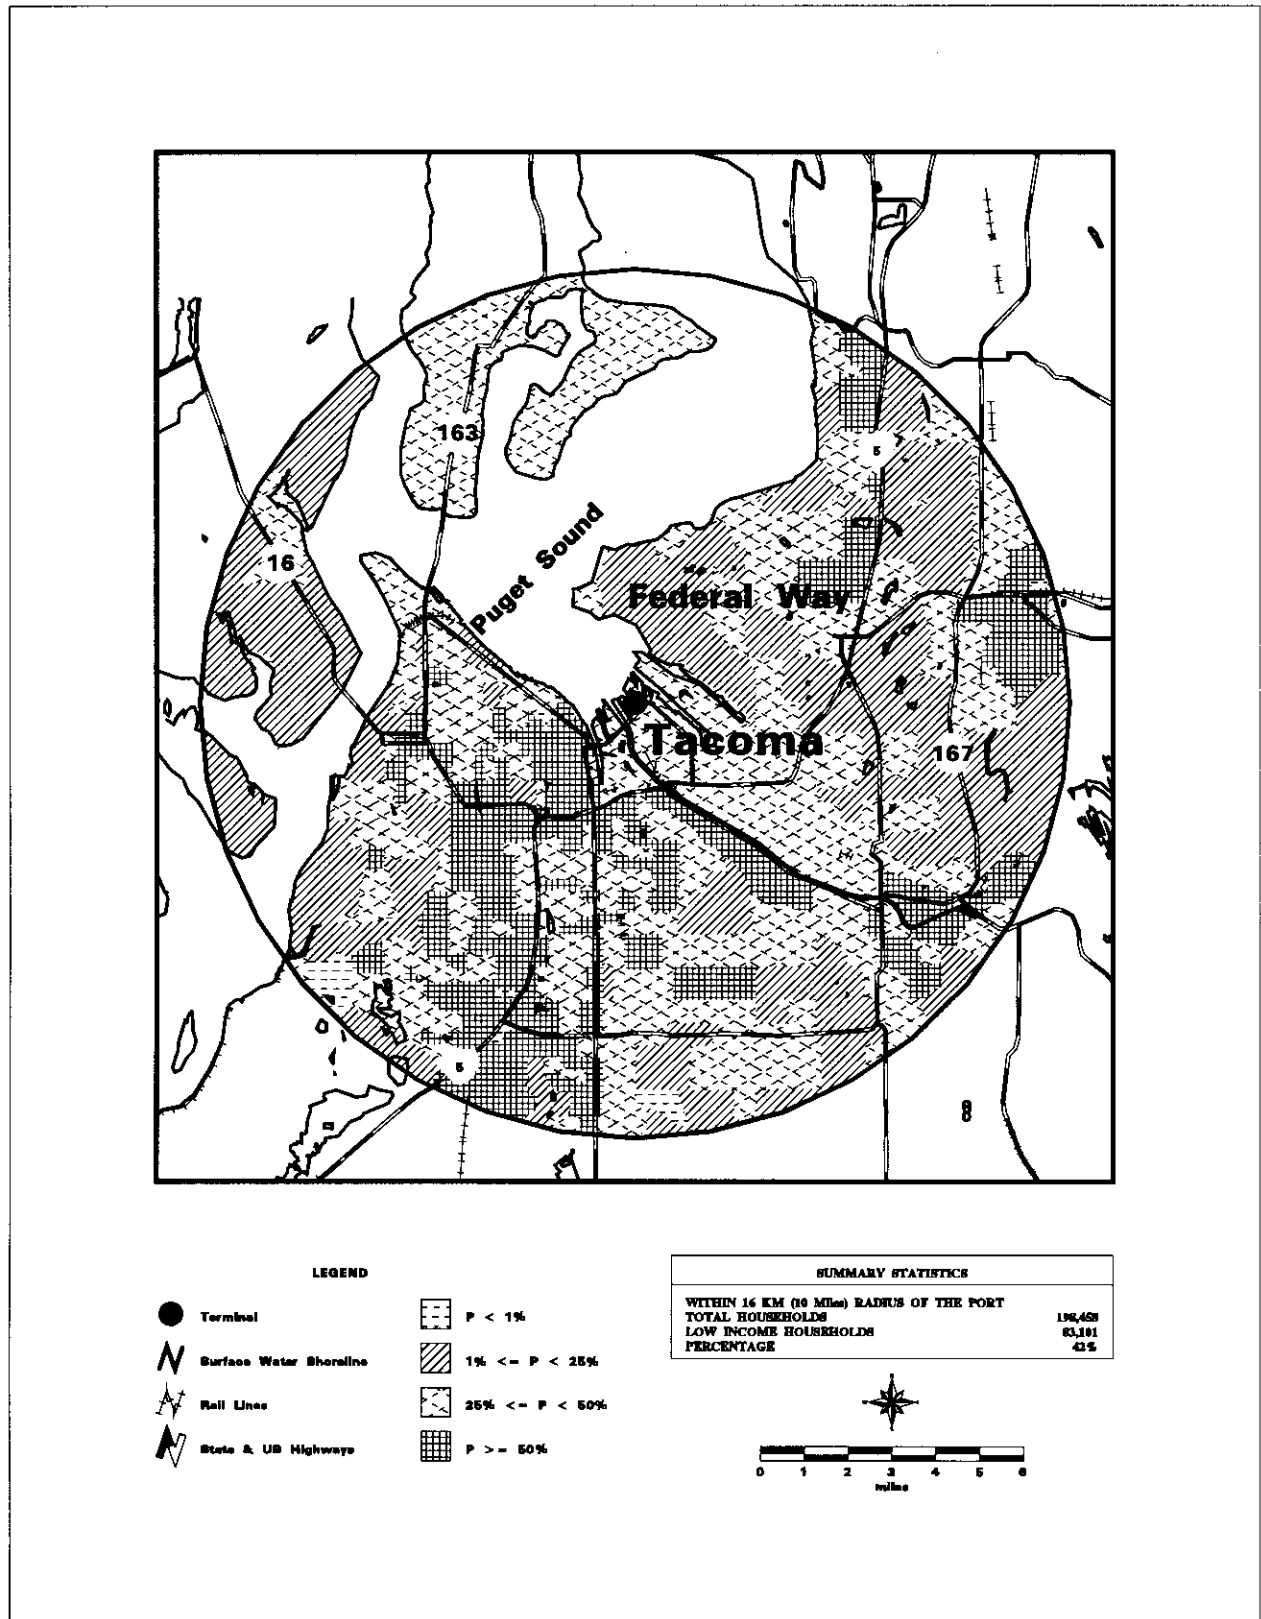 163
5
16
Puget Sound
Federal Way
Tacoma
167
5
LEGEND
Terminal
Surface Water Shoreline
Rail Lines
State & US Highways
P < 1%
1% <= P < 25%
25% <= P < 50%
P >= 50%
SUMMARY STATISTICS
WITHIN 16 KM (10 Miles) RADIUS OF THE PORT
TOTAL HOUSEHOLDS
LOW INCOME HOUSEHOLDS 83,101
PERCENTAGE 42%
0 1 2 3 4 5 6
miles